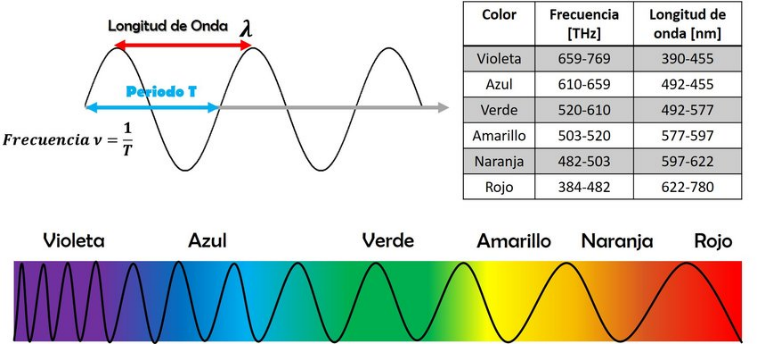 Longitud de Onda λ
Periodo T
Frecuencia ν = 1/T
Color Frecuencia [THz] Longitud de onda [nm]
Violeta 659-769 390-455
Azul 610-659 492-455
Verde 520-610 492-577
Amarillo 503-520 577-597
Naranja 482-503 597-622
Rojo 384-482 622-780
Violeta Azul Verde Amarillo Naranja Rojo